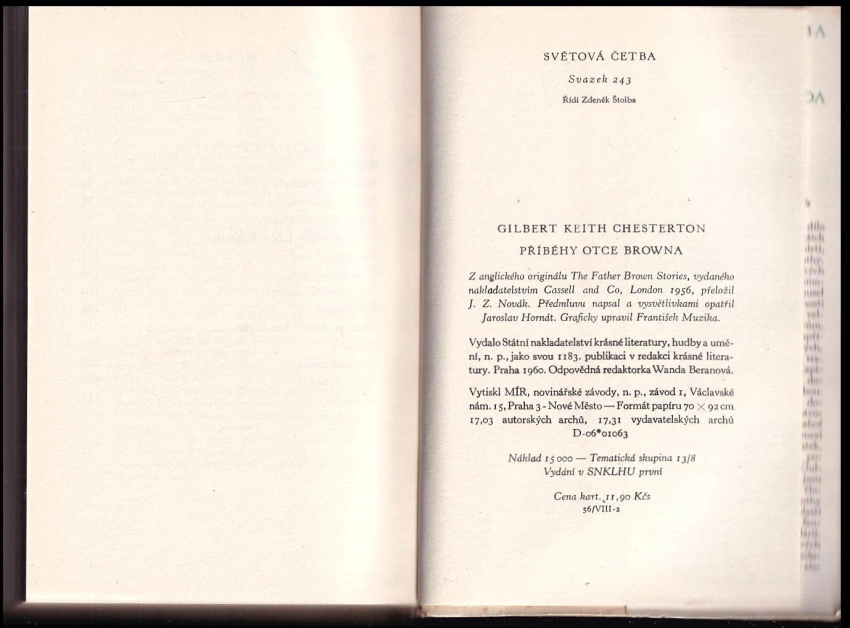 SVĚTOVÁ ČETBA
Svazek 243
Řídí Zdeněk Štolba
GILBERT KEITH CHESTERTON
PŘÍBĚHY OTCE BROWNA
Z anglického originálu The Father Brown Stories, vydaného
nakladatelstvím Cassell and Co, London 1956, přeložil
J. Z. Novák. Předmluvu napsal a vysvětlivkami opatřil
Jaroslav Hornát. Graficky upravil František Muzika.
Vydalo Státní nakladatelství krásné literatury, hudby a umě-
ní, n. p., jako svou 1183. publikaci v redakci krásné litera-
tury. Praha 1960. Odpovědná redaktorka Wanda Beranová.
Vytiskl MÍR, novinářské závody, n. p., závod 1, Václavské
nám. 15, Praha 3 - Nové Město — Formát papíru 70 × 92 cm
17,03 autorských archů, 17,31 vydavatelských archů
D-06*01063
Náklad 15 000 — Tematická skupina 13/8
Vydání v SNKLHU první
Cena kart. 11,90 Kčs
56/VIII-2